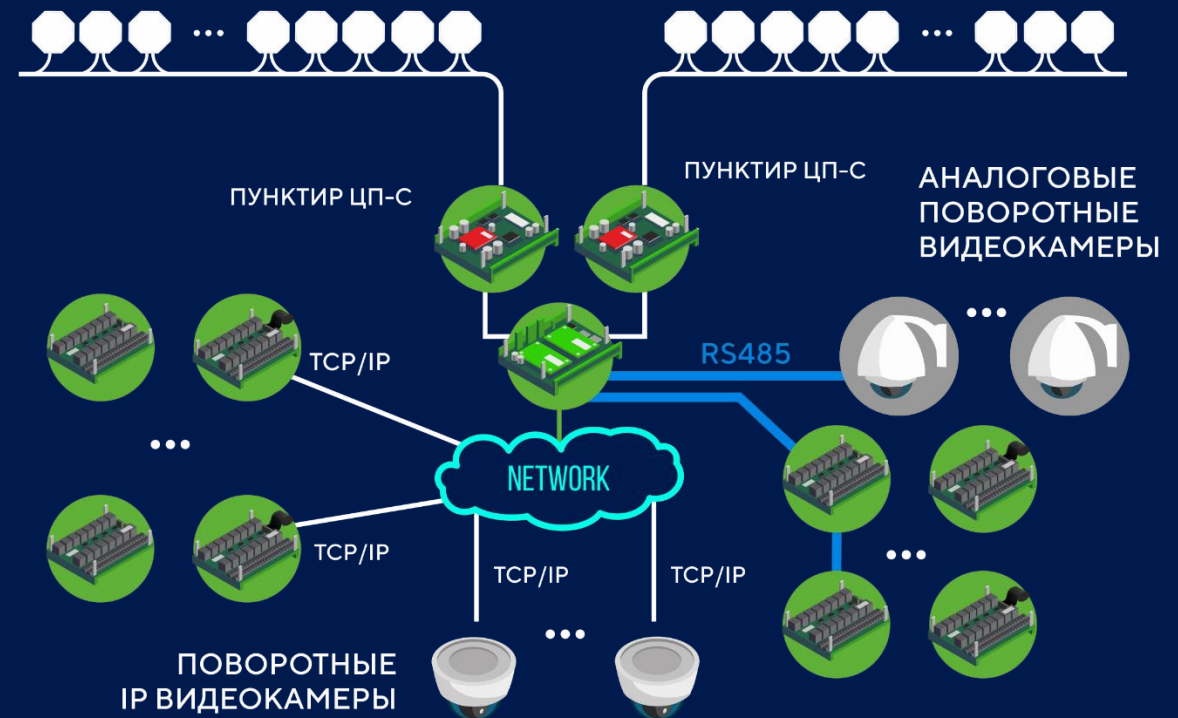 ПУНКТИР ЦП-С
ПУНКТИР ЦП-С
АНАЛОГОВЫЕ
ПОВОРОТНЫЕ
ВИДЕОКАМЕРЫ
TCP/IP
RS485
NETWORK
TCP/IP
TCP/IP
TCP/IP
ПОВОРОТНЫЕ
IP ВИДЕОКАМЕРЫ